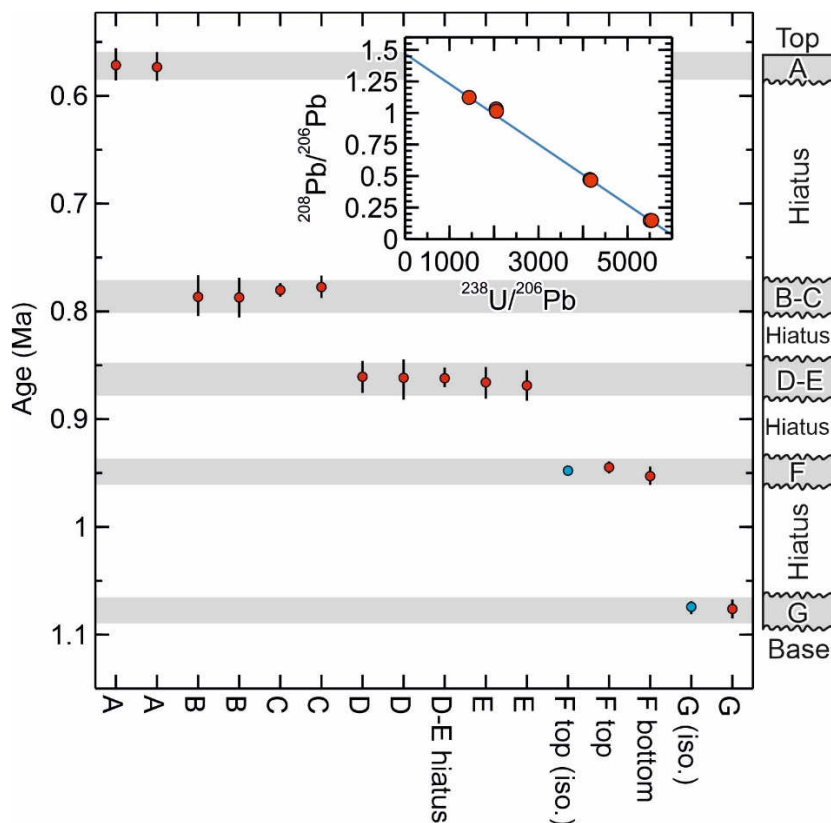 Age (Ma)
0.6
0.7
0.8
0.9
1
1.1
²⁰⁸Pb/²⁰⁶Pb
1.5
1.25
1
0.75
0.5
0.25
0
0 1000 3000 5000
²³⁸U/²⁰⁶Pb
Top
A
Hiatus
B-C
Hiatus
D-E
Hiatus
F
Hiatus
G
Base
A
A
B
B
C
C
D
D
D-E hiatus
E
E
F top (iso.)
F top
F bottom
G (iso.)
G